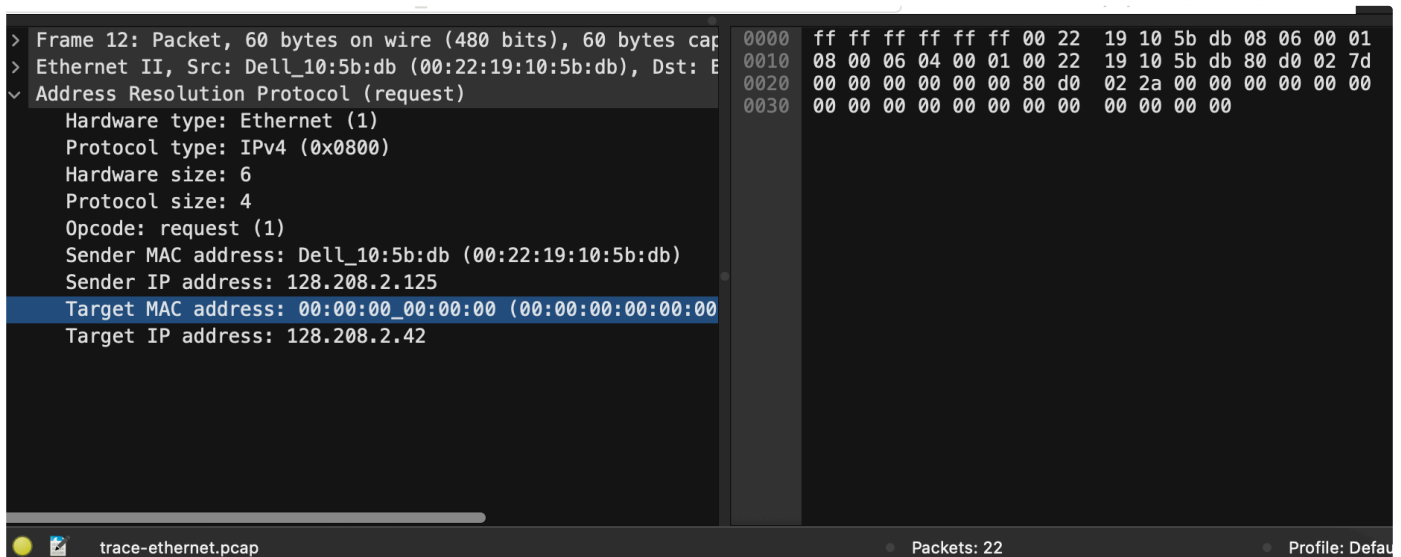 > Frame 12: Packet, 60 bytes on wire (480 bits), 60 bytes cap
> Ethernet II, Src: Dell_10:5b:db (00:22:19:10:5b:db), Dst: B
Address Resolution Protocol (request)
Hardware type: Ethernet (1)
Protocol type: IPv4 (0x0800)
Hardware size: 6
Protocol size: 4
Opcode: request (1)
Sender MAC address: Dell_10:5b:db (00:22:19:10:5b:db)
Sender IP address: 128.208.2.125
Target MAC address: 00:00:00_00:00:00 (00:00:00:00:00:00
Target IP address: 128.208.2.42
0000 ff ff ff ff ff ff 00 22 19 10 5b db 08 06 00 01
0010 08 00 06 04 00 01 00 22 19 10 5b db 80 d0 02 7d
0020 00 00 00 00 00 00 80 d0 02 2a 00 00 00 00 00 00
0030 00 00 00 00 00 00 00 00 00 00 00 00
trace-ethernet.pcap
Packets: 22
Profile: Defau